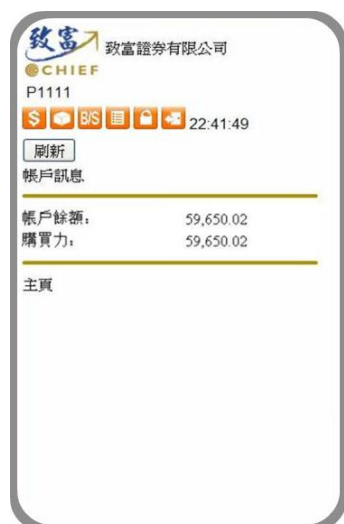 致富 致富證券有限公司
CHIEF
P1111
$ B/S 22:41:49
刷新
帳戶訊息
帳戶餘額： 59,650.02
購買力： 59,650.02
主頁